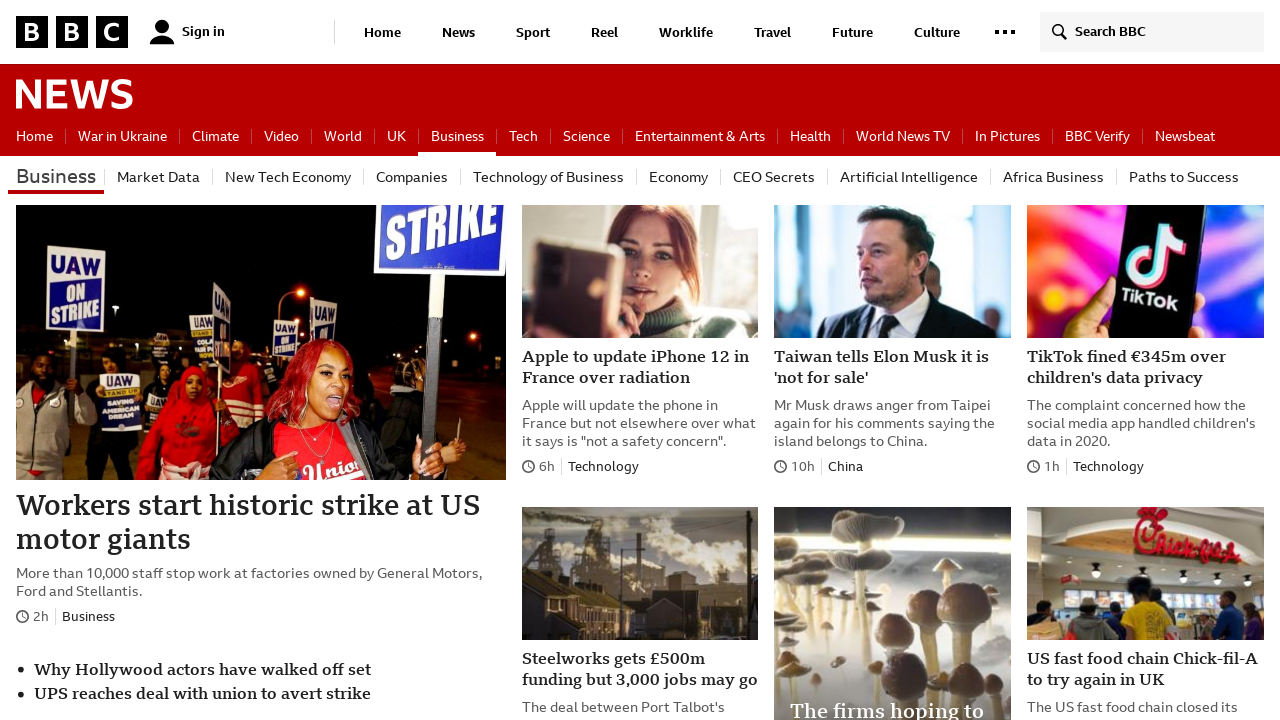 BBC
Sign in
Home
News
Sport
Reel
Worklife
Travel
Future
Culture
Search BBC
NEWS
Home
War in Ukraine
Climate
Video
World
UK
Business
Tech
Science
Entertainment & Arts
Health
World News TV
In Pictures
BBC Verify
Newsbeat
Business
Market Data
New Tech Economy
Companies
Technology of Business
Economy
CEO Secrets
Artificial Intelligence
Africa Business
Paths to Success
STRIKE
UAW
ON
STRIKE
UAW
STAND UP
SAVING
AMERICAN
DREAM
UAW
ON
STRIKE
Union
Workers start historic strike at US
motor giants
More than 10,000 staff stop work at factories owned by General Motors,
Ford and Stellantis.
2h
Business
Why Hollywood actors have walked off set
UPS reaches deal with union to avert strike
Apple to update iPhone 12 in
France over radiation
Apple will update the phone in
France but not elsewhere over what
it says is "not a safety concern".
6h
Technology
Taiwan tells Elon Musk it is
'not for sale'
Mr Musk draws anger from Taipei
again for his comments saying the
island belongs to China.
10h
China
TikTok
TikTok fined €345m over
children's data privacy
The complaint concerned how the
social media app handled children's
data in 2020.
1h
Technology
Steelworks gets £500m
funding but 3,000 jobs may go
The deal between Port Talbot's
The firms hoping to
Chick-fil-A
US fast food chain Chick-fil-A
to try again in UK
The US fast food chain closed its